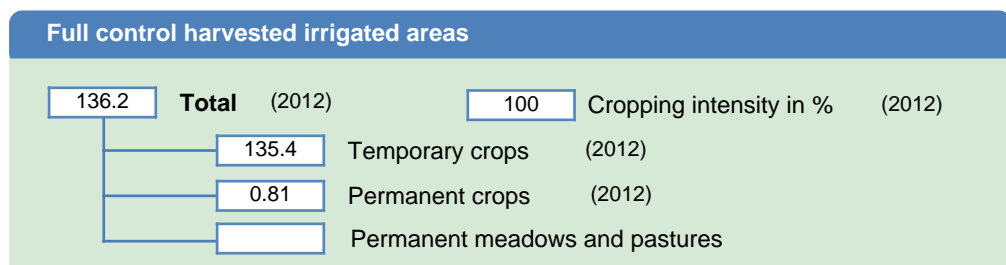 Full control harvested irrigated areas
136.2 Total (2012) 100 Cropping intensity in % (2012)
135.4 Temporary crops (2012)
0.81 Permanent crops (2012)
Permanent meadows and pastures